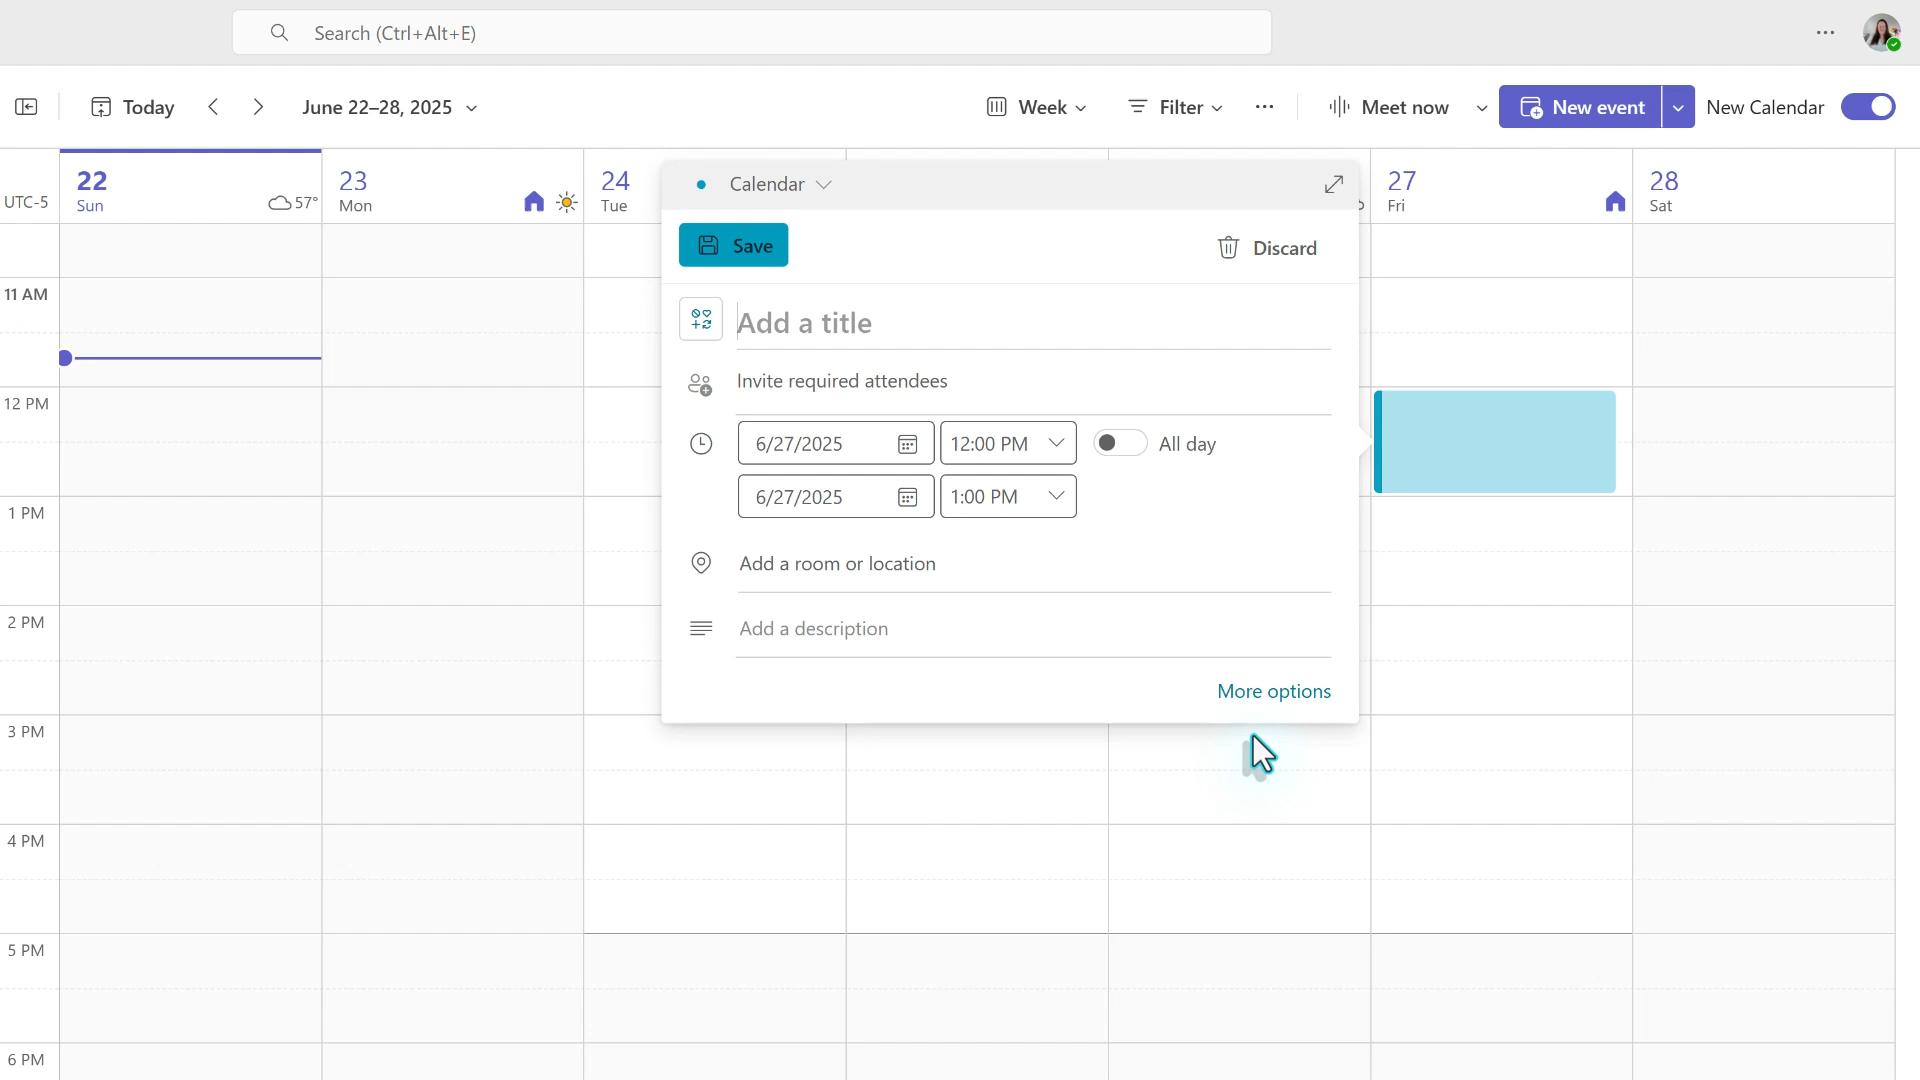 Search (Ctrl+Alt+E)
Today
June 22–28, 2025
Week
Filter
Meet now
New event
New Calendar
UTC-5
22
Sun
57°
23
Mon
24
Tue
27
Fri
28
Sat
Calendar
Save
Discard
Add a title
Invite required attendees
6/27/2025
12:00 PM
All day
6/27/2025
1:00 PM
Add a room or location
Add a description
More options
11 AM
12 PM
1 PM
2 PM
3 PM
4 PM
5 PM
6 PM